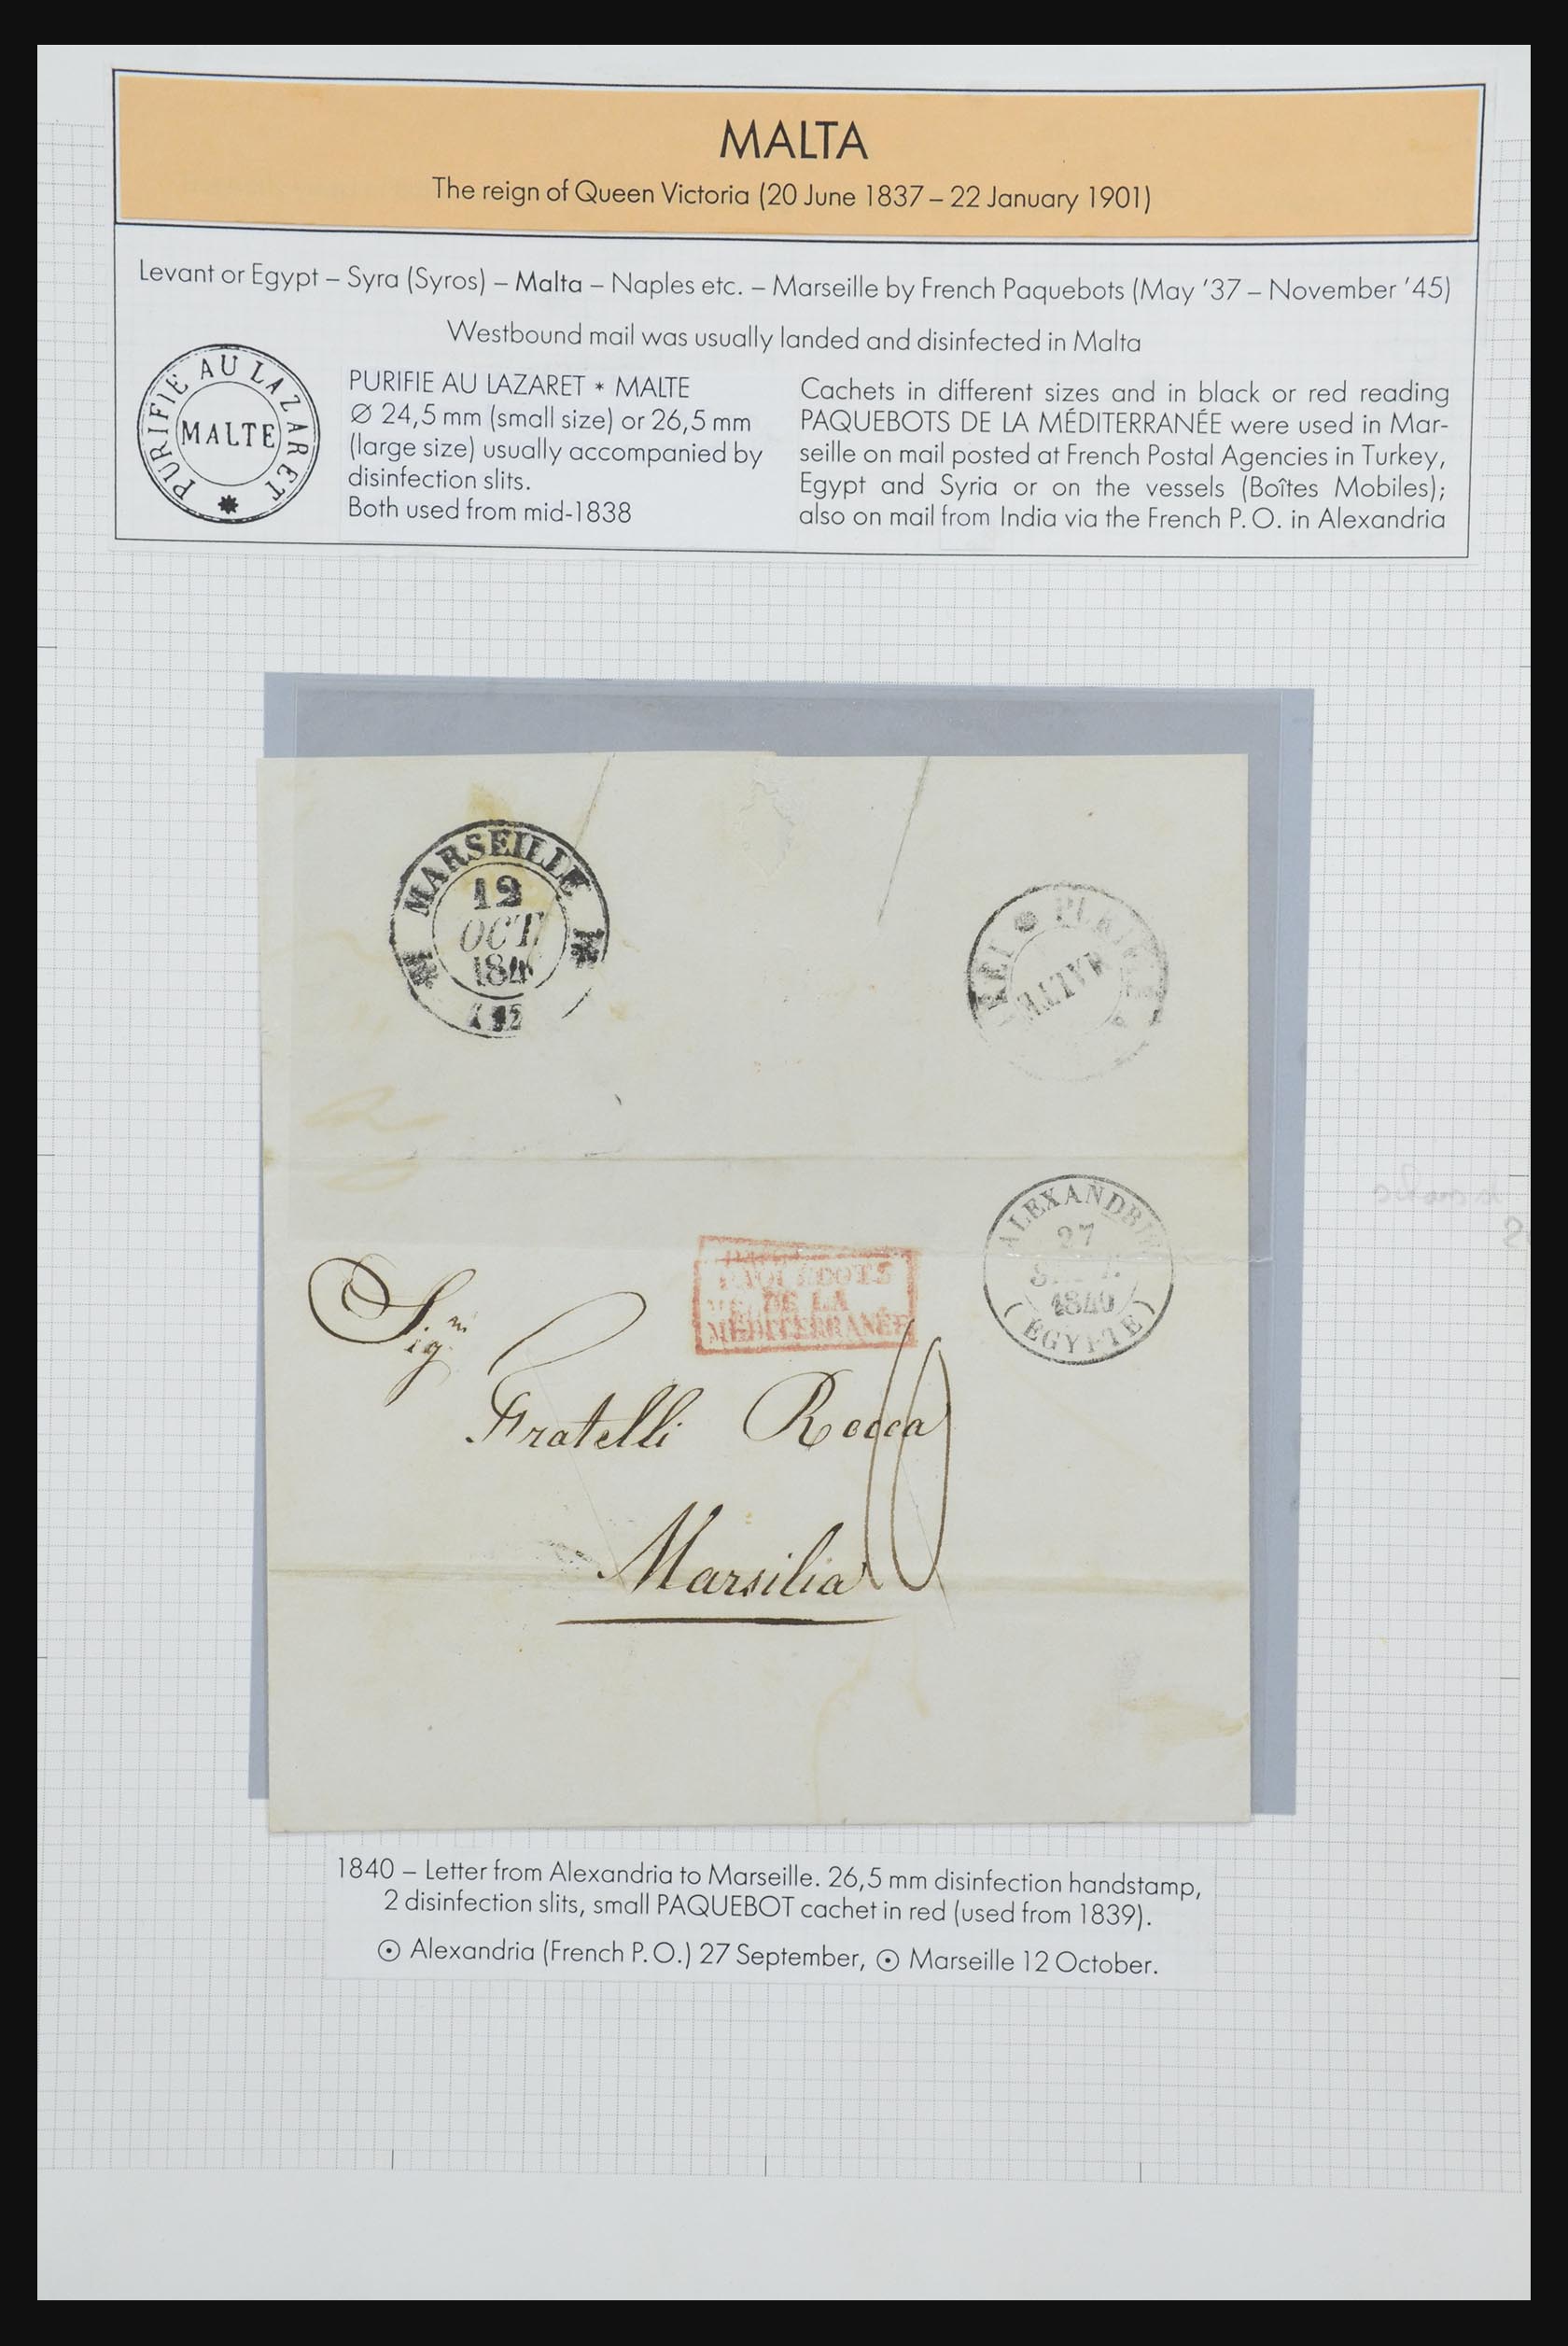 MALTA
The reign of Queen Victoria (20 June 1837 – 22 January 1901)
Levant or Egypt – Syra (Syros) – Malta – Naples etc. – Marseille by French Paquebots (May '37 – November '45)
Westbound mail was usually landed and disinfected in Malta
PURIFIE AU LAZARET
MALTE
PURIFIE AU LAZARET * MALTE
Ø 24,5 mm (small size) or 26,5 mm
(large size) usually accompanied by
disinfection slits.
Both used from mid-1838
Cachets in different sizes and in black or red reading
PAQUEBOTS DE LA MÉDITERRANÉE were used in Mar-
seille on mail posted at French Postal Agencies in Turkey,
Egypt and Syria or on the vessels (Boîtes Mobiles);
also on mail from India via the French P. O. in Alexandria
MARSEILLE
12
OCT
MALTE
ALEXANDRIE
27
1840
(EGYPTE)
PAQUEBOTS
DE LA
MÉDITERRANÉE
Sigri
Fratelli Rocca
Marsilia
1840 – Letter from Alexandria to Marseille. 26,5 mm disinfection handstamp,
2 disinfection slits, small PAQUEBOT cachet in red (used from 1839).
⊙ Alexandria (French P. O.) 27 September, ⊙ Marseille 12 October.